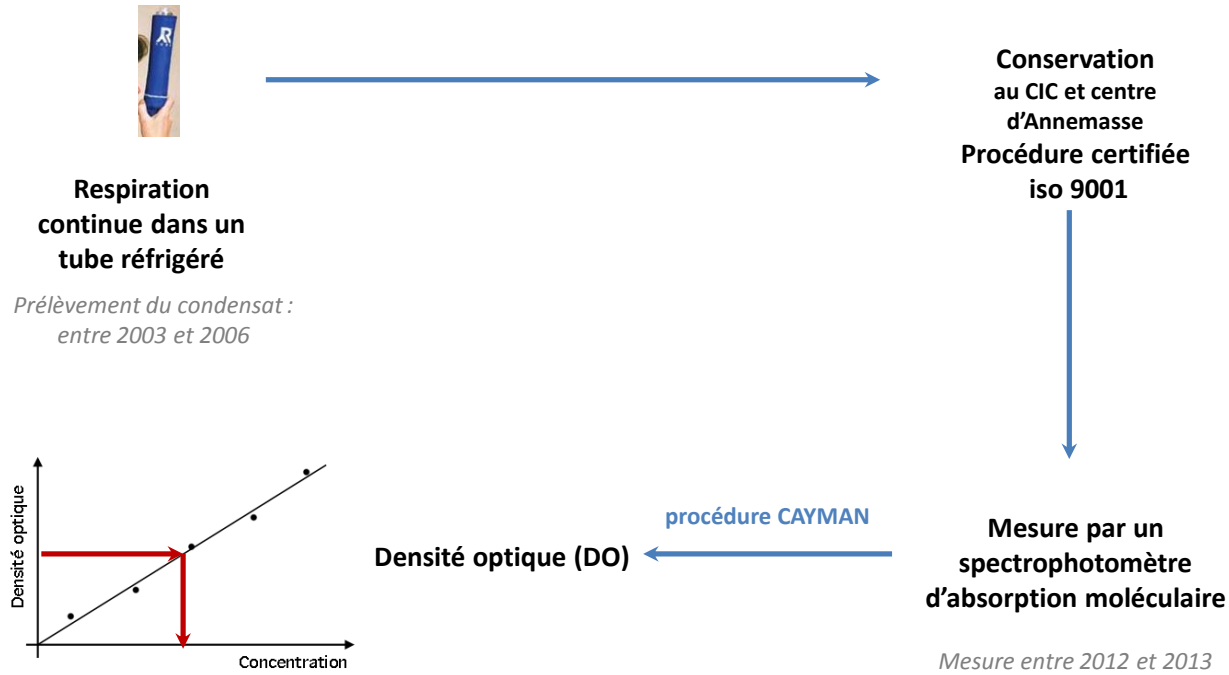 Respiration
continue dans un
tube réfrigéré
Prélèvement du condensat :
entre 2003 et 2006
Conservation
au CIC et centre
d'Annemasse
Procédure certifiée
iso 9001
Mesure par un
spectrophotomètre
d'absorption moléculaire
Mesure entre 2012 et 2013
procédure CAYMAN
Densité optique (DO)
Densité optique
Concentration